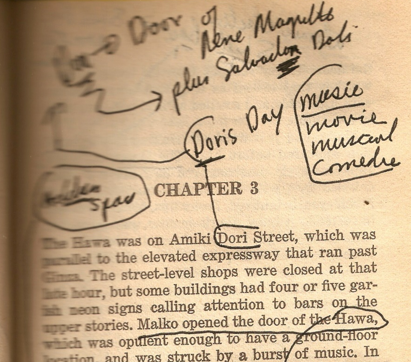 Door of
Rene Magritte
plus Salvador Dali
Doris Day
music
movie
musical
comedie
CHAPTER 3
The Hawa was on Amiki Dori Street, which was
parallel to the elevated expressway that ran past
Ginza. The street-level shops were closed at that
late hour, but some buildings had four or five gar-
ish neon signs calling attention to bars on the
upper stories. Malko opened the door of the Hawa,
which was opulent enough to have a ground-floor
location, and was struck by a burst of music. In